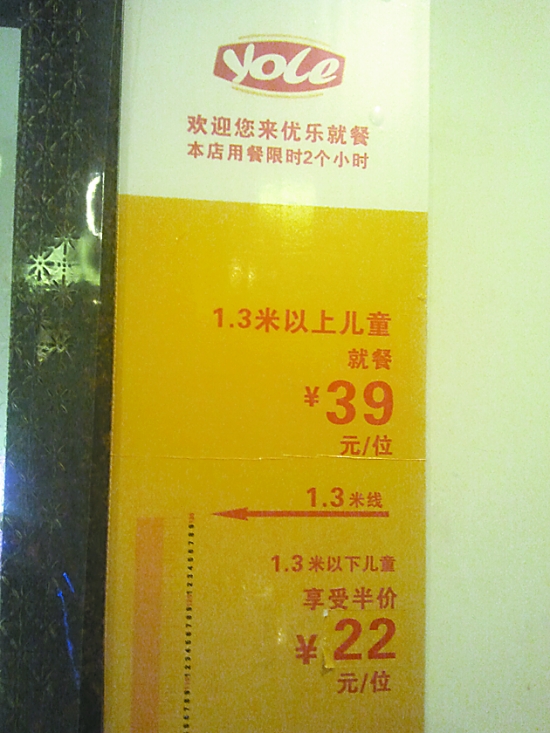 yole
欢迎您来优乐就餐
本店用餐限时2个小时
1.3米以上儿童
就餐
¥39
元/位
1.3米线
1.3米以下儿童
享受半价
¥22
元/位